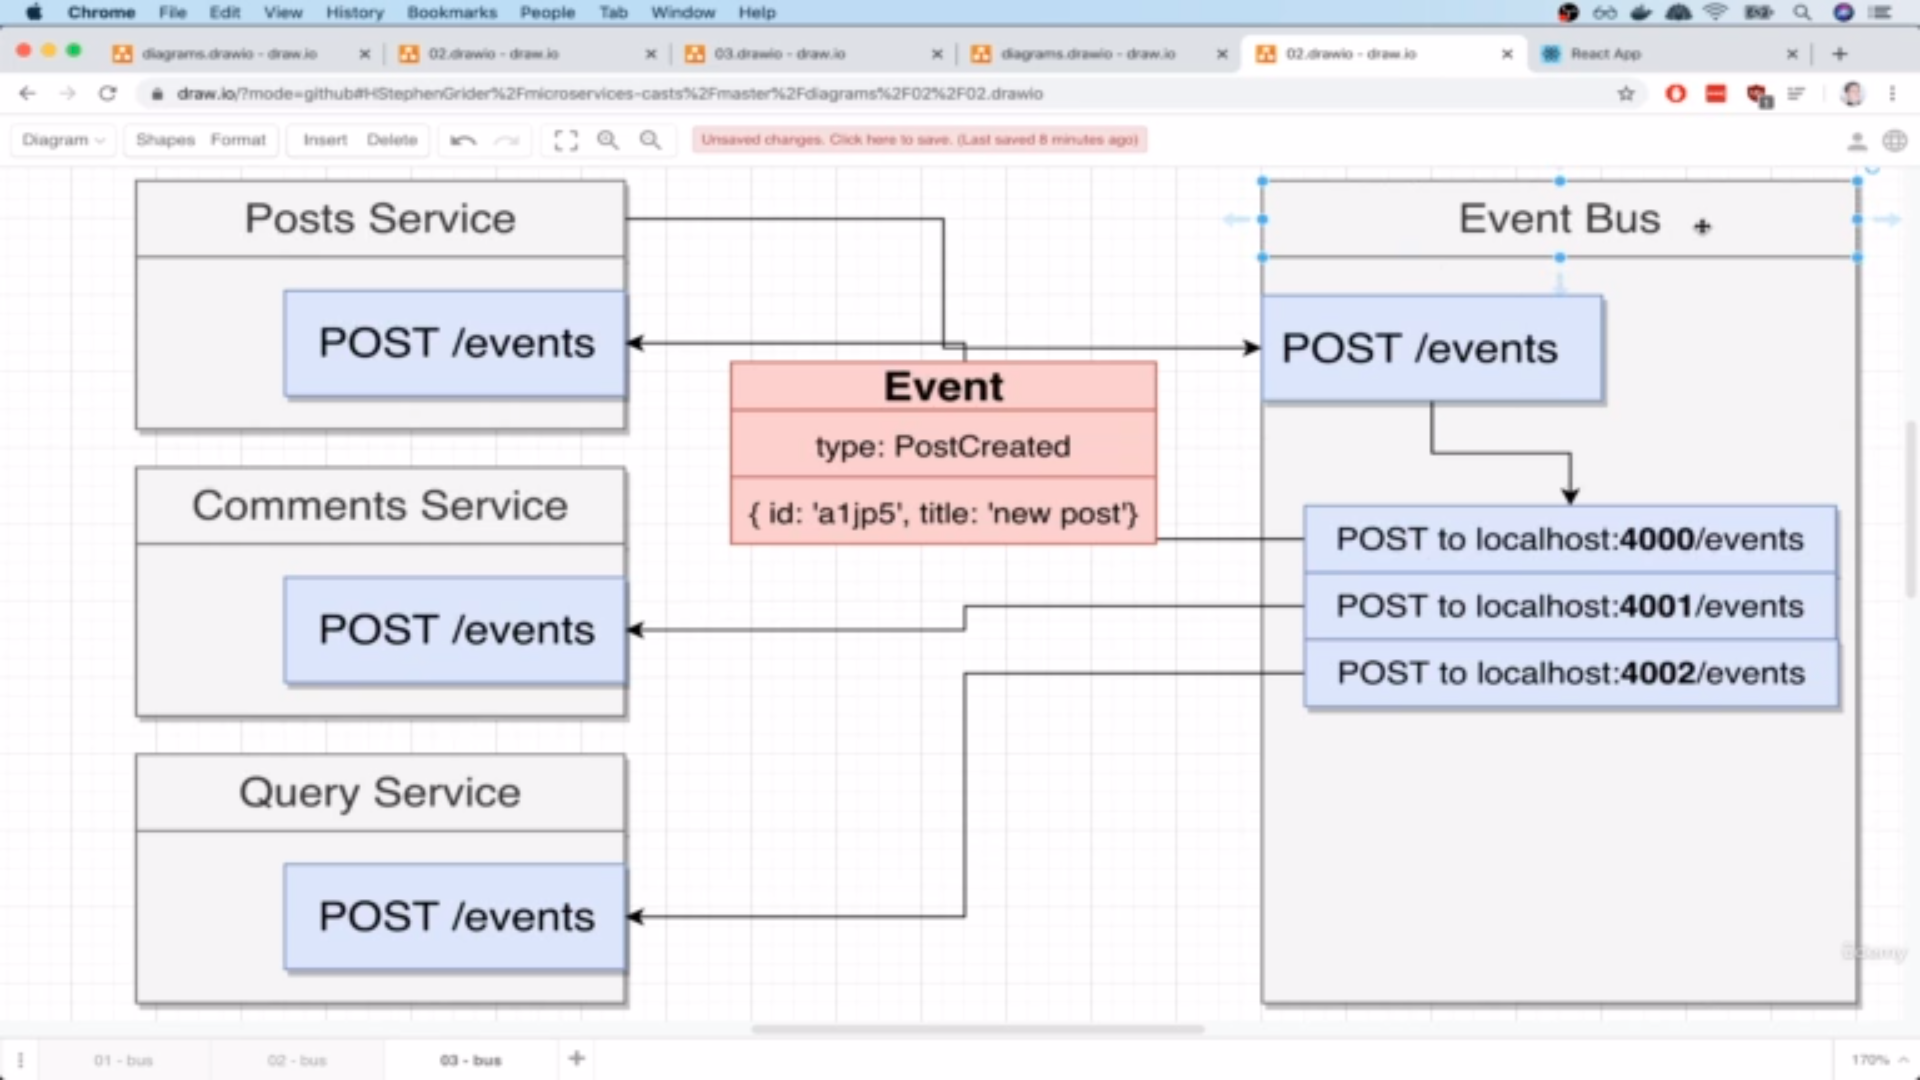 Chrome File Edit View History Bookmarks People Tab Window Help
diagrams.drawio - draw.io
02.drawio - draw.io
03.drawio - draw.io
diagrams.drawio - draw.io
02.drawio - draw.io
React App
draw.io/?mode=github#HStephenGrider%2Fmicroservices-casts%2Fmaster%2Fdiagrams%2F02%2F02.drawio
Diagram Shapes Format Insert Delete
Unsaved changes. Click here to save. (Last saved 8 minutes ago)
Posts Service
POST /events
Comments Service
POST /events
Query Service
POST /events
Event
type: PostCreated
{ id: 'a1jp5', title: 'new post'}
Event Bus
POST /events
POST to localhost:4000/events
POST to localhost:4001/events
POST to localhost:4002/events
Udemy
01 - bus
02 - bus
03 - bus
170%